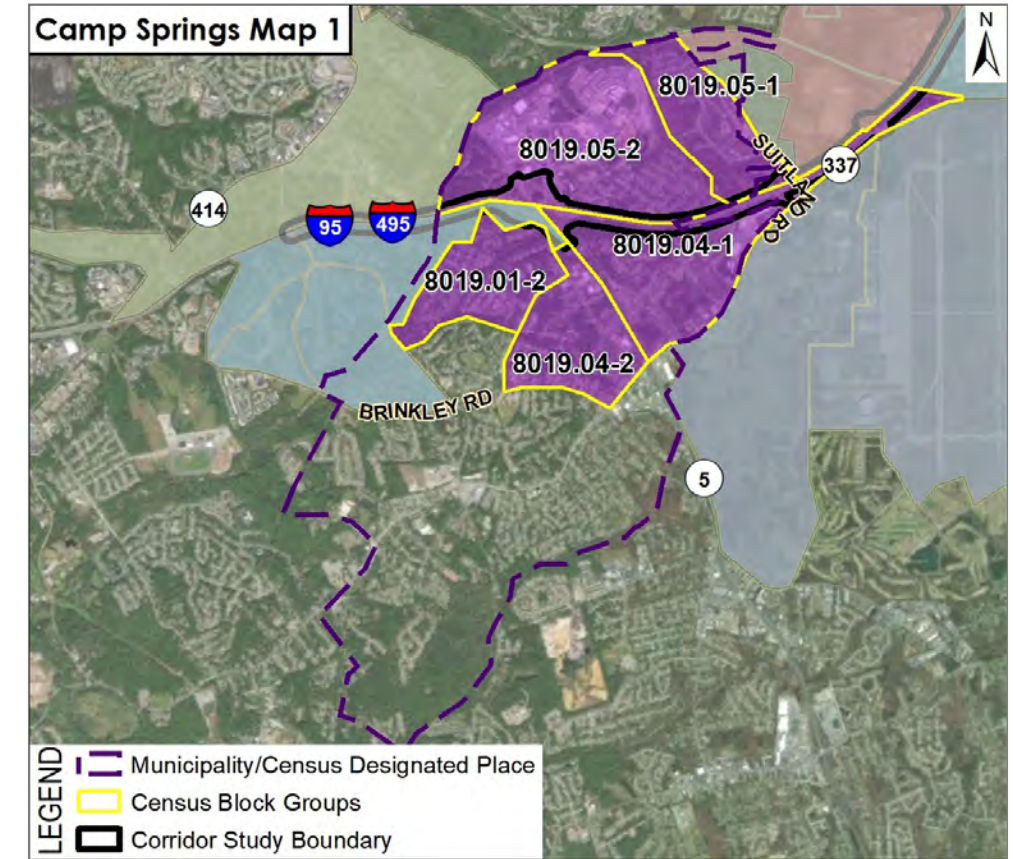 Camp Springs Map 1
N
8019.05-1
8019.05-2
SUITLAND RD
337
414
95
495
8019.04-1
8019.01-2
8019.04-2
BRINKLEY RD
5
LEGEND
Municipality/Census Designated Place
Census Block Groups
Corridor Study Boundary